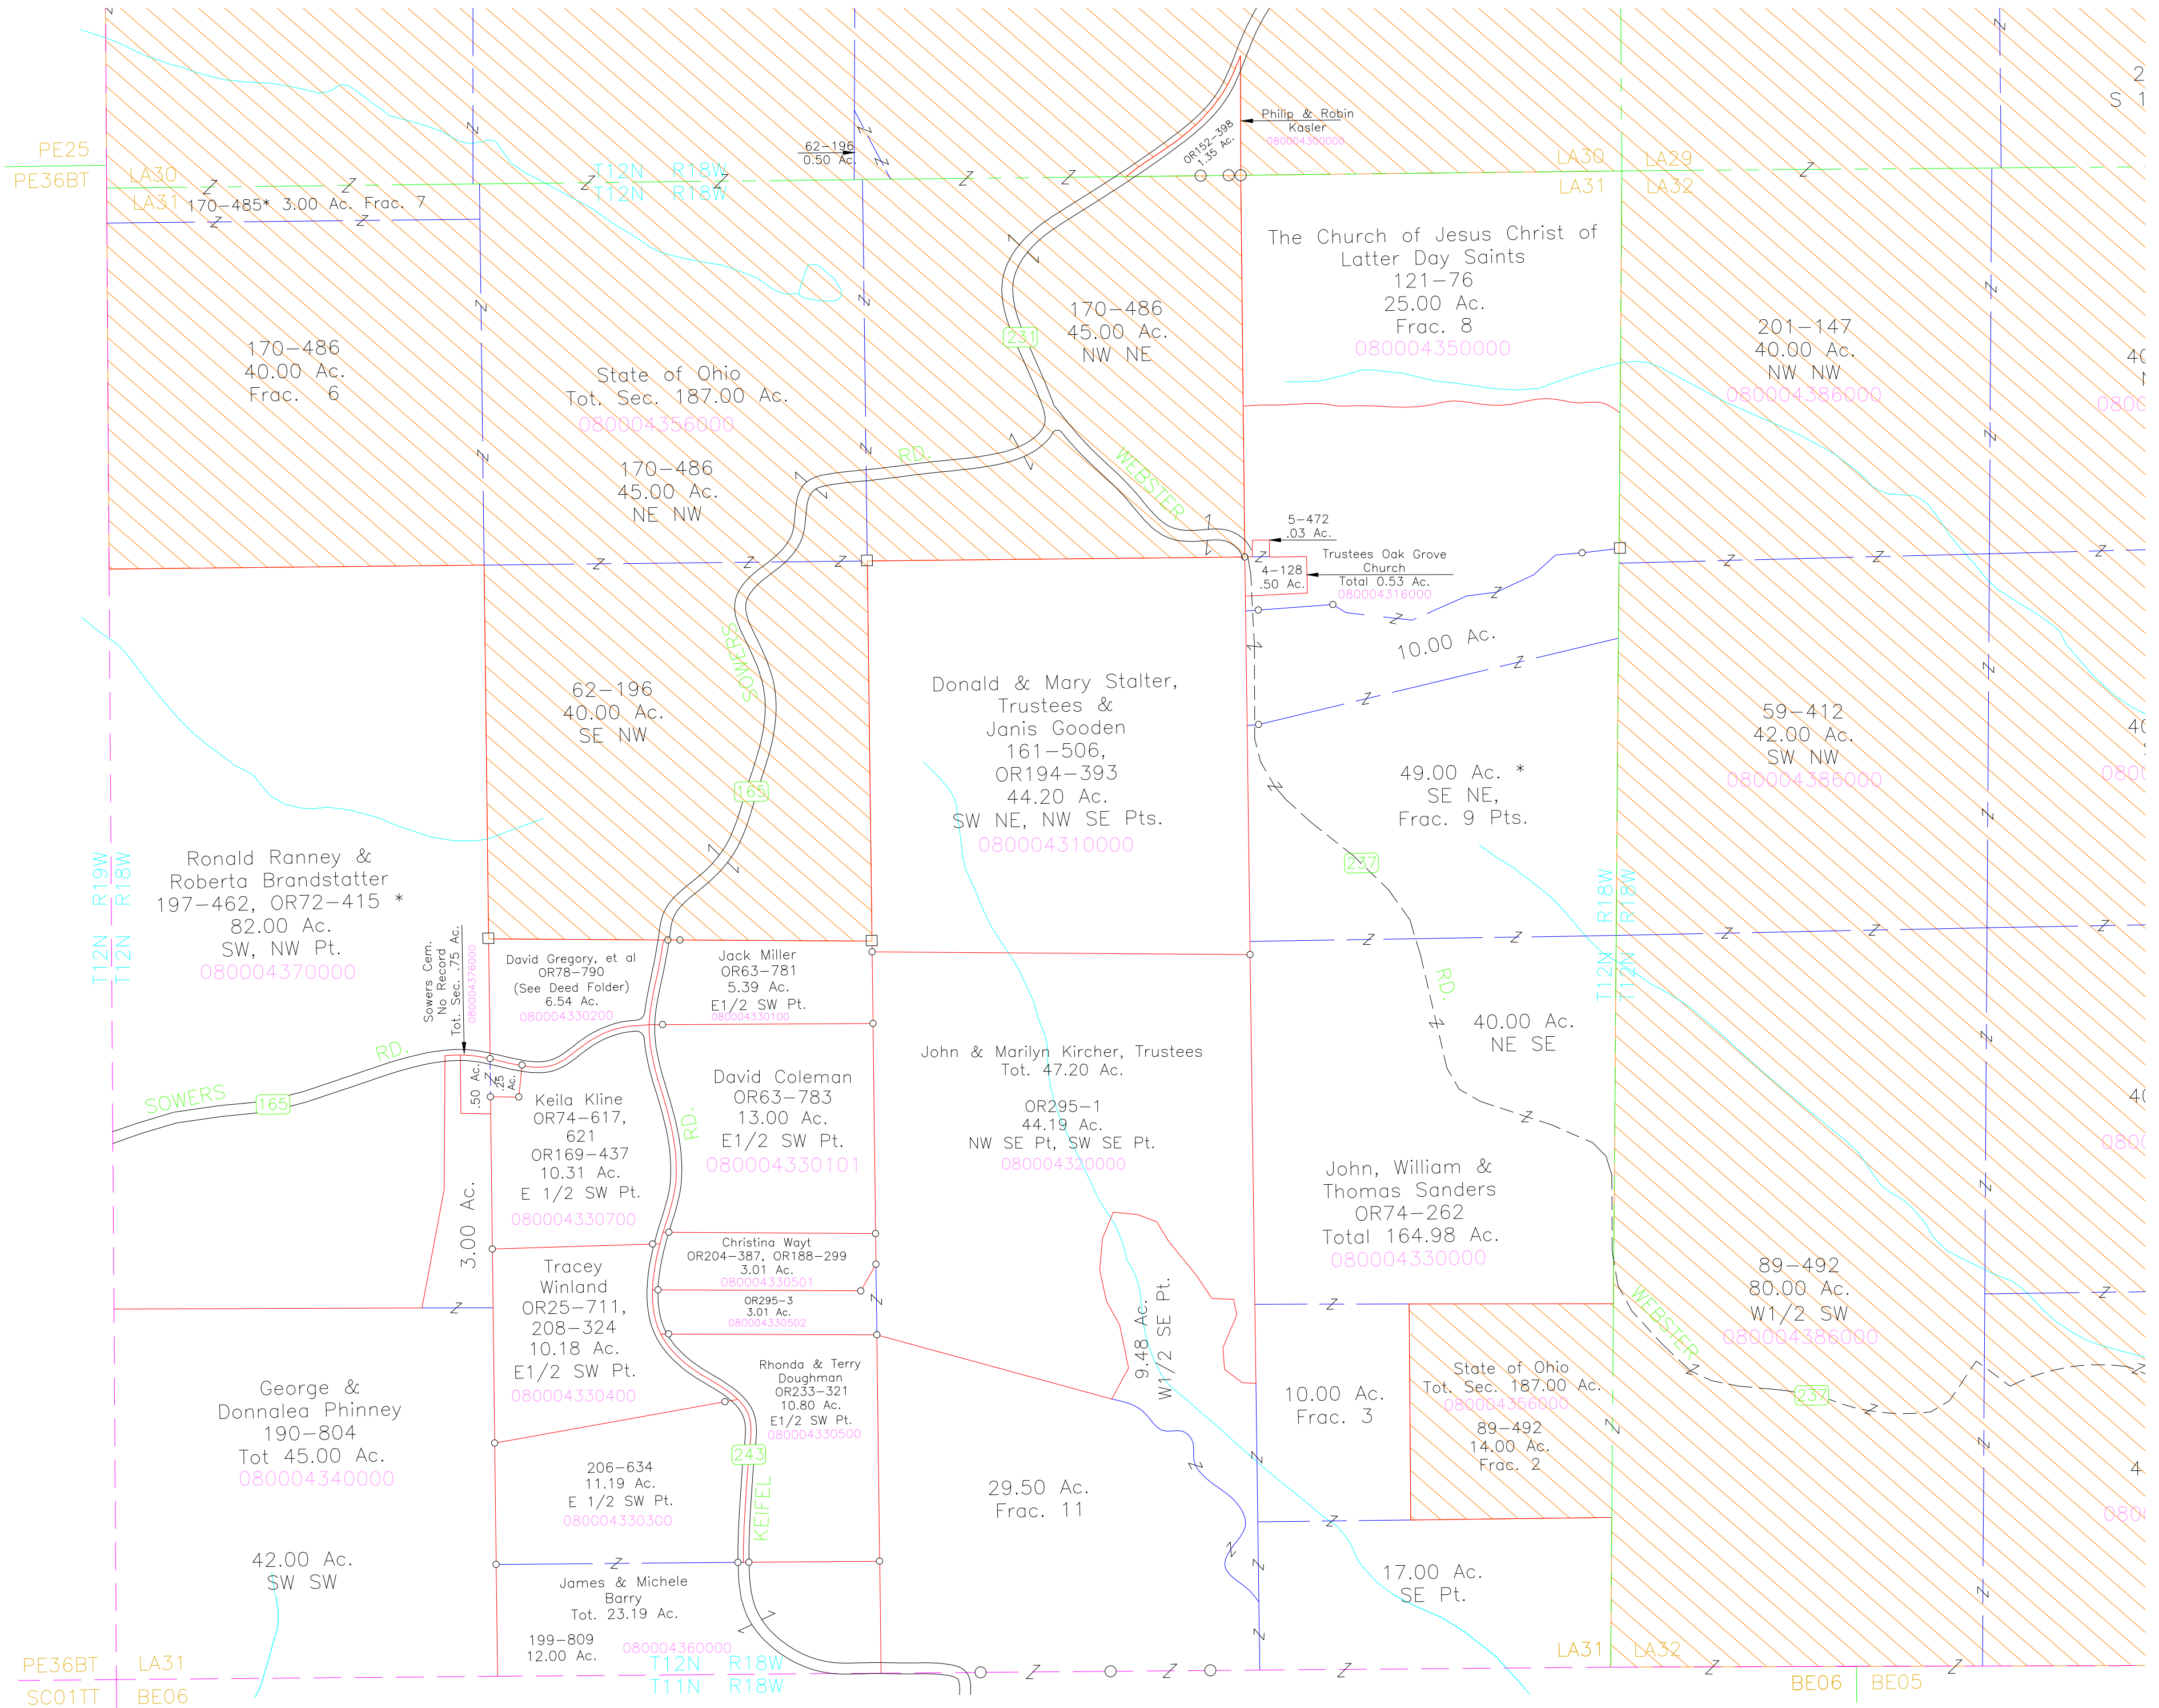 PE25
PE36BT
LA30
LA31
170-485* 3.00 Ac. Frac. 7
T12N R18W
T12N R18W
62-196
0.50 Ac.
OR152-398
1.35 Ac.
Philip & Robin
Kasler
080004300000
LA30
LA29
LA31
LA32
2
S 1
The Church of Jesus Christ of
Latter Day Saints
121-76
25.00 Ac.
Frac. 8
080004350000
170-486
40.00 Ac.
Frac. 6
State of Ohio
Tot. Sec. 187.00 Ac.
080004356000
170-486
45.00 Ac.
NE NW
170-486
45.00 Ac.
NW NE
231
201-147
40.00 Ac.
NW NW
080004386000
RD.
WEBSTER
5-472
.03 Ac.
4-128
.50 Ac.
Trustees Oak Grove
Church
Total 0.53 Ac.
080004316000
10.00 Ac.
SOWERS
62-196
40.00 Ac.
SE NW
165
Donald & Mary Stalter,
Trustees &
Janis Gooden
161-506,
OR194-393
44.20 Ac.
SW NE, NW SE Pts.
080004310000
49.00 Ac. *
SE NE,
Frac. 9 Pts.
237
59-412
42.00 Ac.
SW NW
080004386000
T12N R19W
T12N R18W
Ronald Ranney &
Roberta Brandstatter
197-462, OR72-415 *
82.00 Ac.
SW, NW Pt.
080004370000
Sowers Cem.
No Record
Tot. Sec. .75 Ac.
080004376000
David Gregory, et al
OR78-790
(See Deed Folder)
6.54 Ac.
080004330200
Jack Miller
OR63-781
5.39 Ac.
E1/2 SW Pt.
080004330100
T12N R18W
T12N R18W
RD.
40.00 Ac.
NE SE
SOWERS
165
RD.
.50 Ac.
.25
Ac.
Keila Kline
OR74-617,
621
OR169-437
10.31 Ac.
E 1/2 SW Pt.
080004330700
David Coleman
OR63-783
13.00 Ac.
E1/2 SW Pt.
080004330101
RD.
John & Marilyn Kircher, Trustees
Tot. 47.20 Ac.
OR295-1
44.19 Ac.
NW SE Pt, SW SE Pt.
080004320000
John, William &
Thomas Sanders
OR74-262
Total 164.98 Ac.
080004330000
3.00 Ac.
Christina Wayt
OR204-387, OR188-299
3.01 Ac.
080004330501
OR295-3
3.01 Ac.
080004330502
Tracey
Winland
OR25-711,
208-324
10.18 Ac.
E1/2 SW Pt.
080004330400
Rhonda & Terry
Doughman
OR233-321
10.80 Ac.
E1/2 SW Pt.
080004330500
9.48 Ac.
W1/2 SE Pt.
WEBSTER
89-492
80.00 Ac.
W1/2 SW
080004386000
237
George &
Donnalea Phinney
190-804
Tot 45.00 Ac.
080004340000
42.00 Ac.
SW SW
206-634
11.19 Ac.
E 1/2 SW Pt.
080004330300
243
KEIFEL
29.50 Ac.
Frac. 11
10.00 Ac.
Frac. 3
State of Ohio
Tot. Sec. 187.00 Ac.
080004356000
89-492
14.00 Ac.
Frac. 2
17.00 Ac.
SE Pt.
James & Michele
Barry
Tot. 23.19 Ac.
199-809
12.00 Ac.
080004360000
T12N R18W
T11N R18W
PE36BT
LA31
SC01TT
BE06
LA31
LA32
BE06
BE05